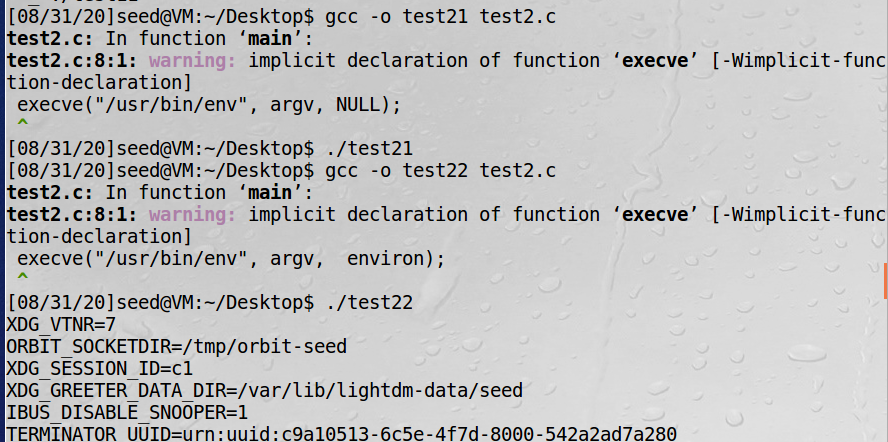 [08/31/20]seed@VM:~/Desktop$ gcc -o test21 test2.c
test2.c: In function ‘main’:
test2.c:8:1: warning: implicit declaration of function ‘execve’ [-Wimplicit-func
tion-declaration]
 execve("/usr/bin/env", argv, NULL);
 ^
[08/31/20]seed@VM:~/Desktop$ ./test21
[08/31/20]seed@VM:~/Desktop$ gcc -o test22 test2.c
test2.c: In function ‘main’:
test2.c:8:1: warning: implicit declaration of function ‘execve’ [-Wimplicit-func
tion-declaration]
 execve("/usr/bin/env", argv,  environ);
 ^
[08/31/20]seed@VM:~/Desktop$ ./test22
XDG_VTNR=7
ORBIT_SOCKETDIR=/tmp/orbit-seed
XDG_SESSION_ID=c1
XDG_GREETER_DATA_DIR=/var/lib/lightdm-data/seed
IBUS_DISABLE_SNOOPER=1
TERMINATOR_UUID=urn:uuid:c9a10513-6c5e-4f7d-8000-542a2ad7a280